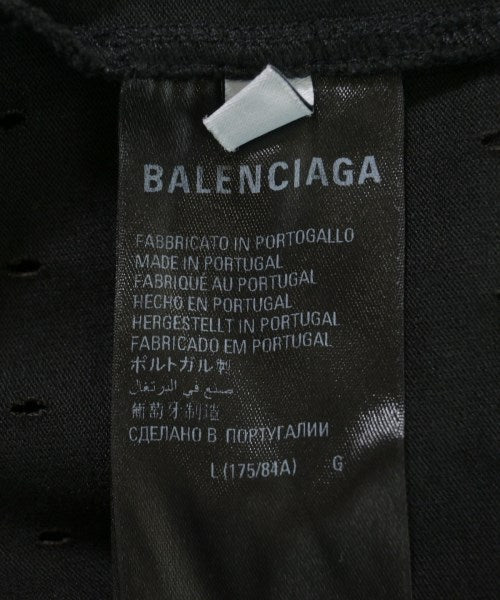 BALENCIAGA
FABBRICATO IN PORTOGALLO
MADE IN PORTUGAL
FABRIQUÉ AU PORTUGAL
HECHO EN PORTUGAL
HERGESTELLT IN PORTUGAL
FABRICADO EM PORTUGAL
ポルトガル製
صنع في البرتغال
葡萄牙制造
СДЕЛАНО В ПОРТУГАЛИИ
L (175/84A) G